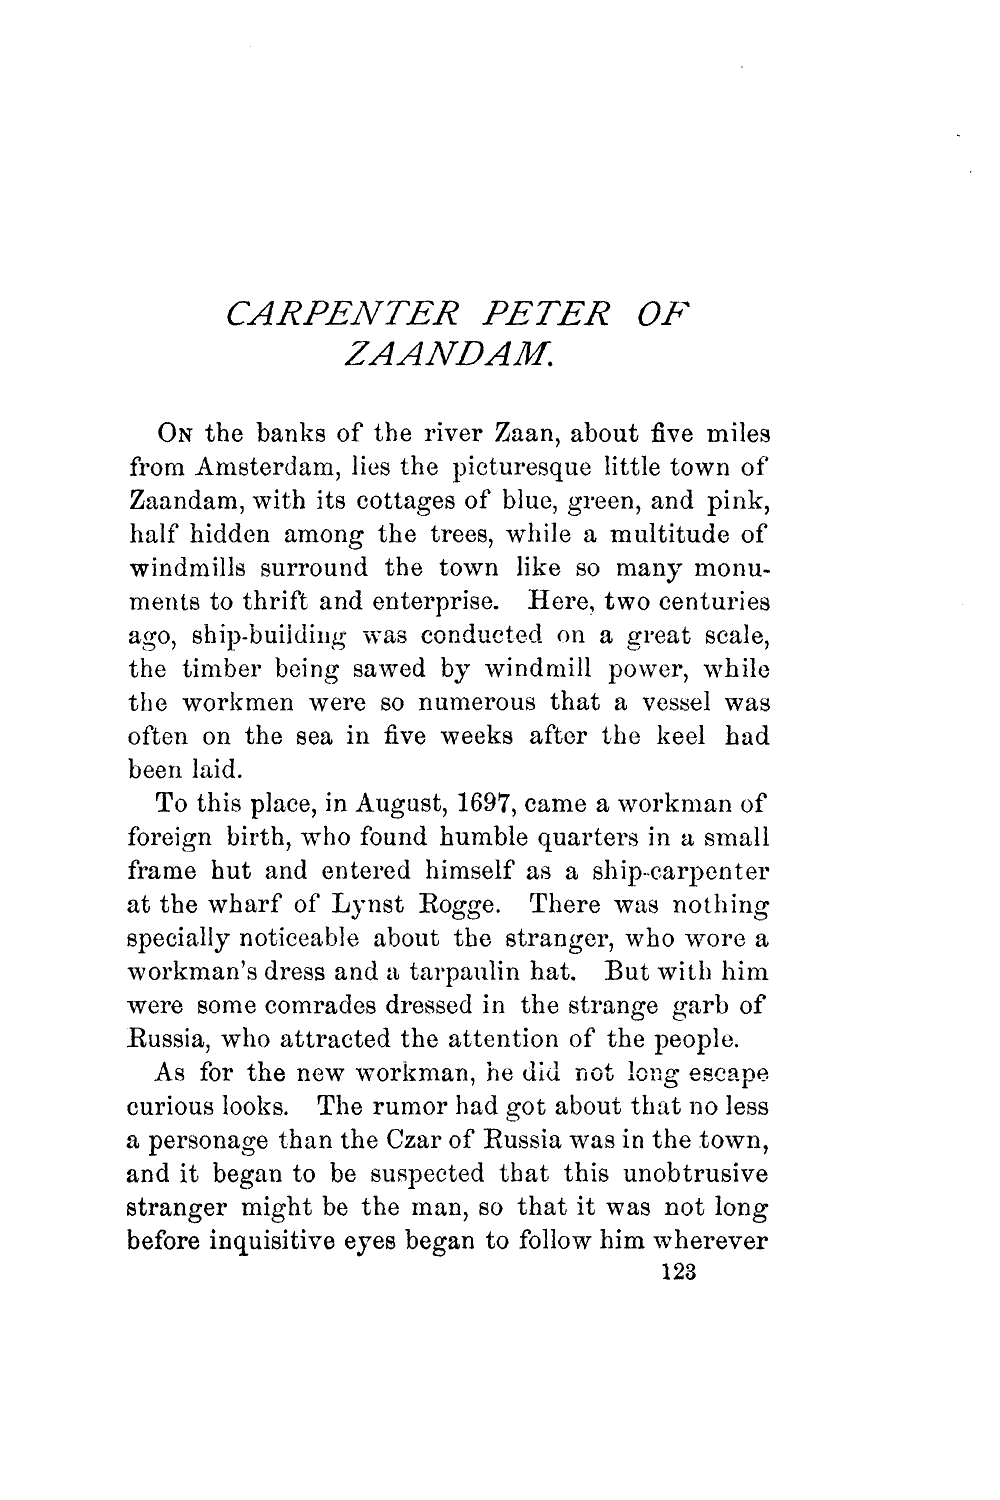 CARPENTER PETER OF
ZAANDAM.
ON the banks of the river Zaan, about five miles
from Amsterdam, lies the picturesque little town of
Zaandam, with its cottages of blue, green, and pink,
half hidden among the trees, while a multitude of
windmills surround the town like so many monu-
ments to thrift and enterprise. Here, two centuries
ago, ship-building was conducted on a great scale,
the timber being sawed by windmill power, while
the workmen were so numerous that a vessel was
often on the sea in five weeks after the keel had
been laid.
To this place, in August, 1697, came a workman of
foreign birth, who found humble quarters in a small
frame hut and entered himself as a ship-carpenter
at the wharf of Lynst Rogge. There was nothing
specially noticeable about the stranger, who wore a
workman's dress and a tarpaulin hat. But with him
were some comrades dressed in the strange garb of
Russia, who attracted the attention of the people.
As for the new workman, he did not long escape
curious looks. The rumor had got about that no less
a personage than the Czar of Russia was in the town,
and it began to be suspected that this unobtrusive
stranger might be the man, so that it was not long
before inquisitive eyes began to follow him wherever
123